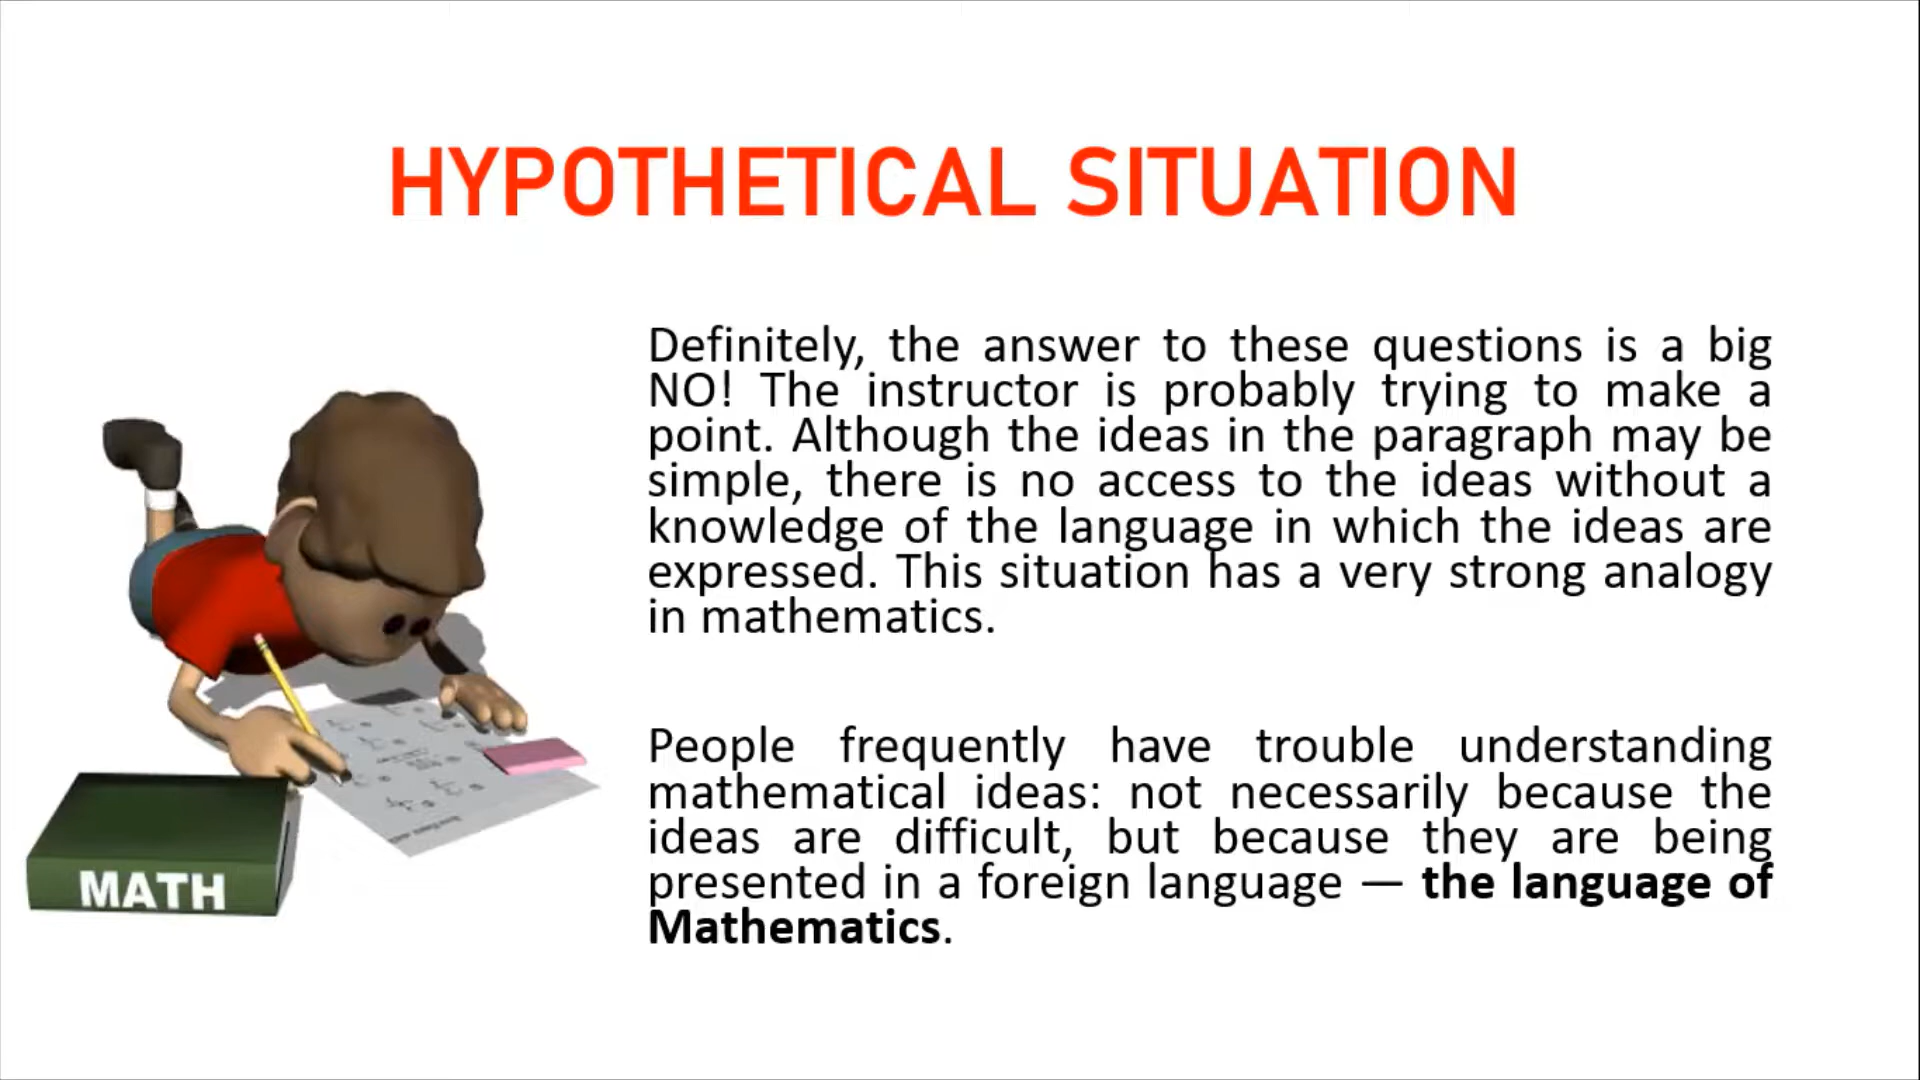 HYPOTHETICAL SITUATION
Definitely, the answer to these questions is a big
NO! The instructor is probably trying to make a
point. Although the ideas in the paragraph may be
simple, there is no access to the ideas without a
knowledge of the language in which the ideas are
expressed. This situation has a very strong analogy
in mathematics.
People frequently have trouble understanding
mathematical ideas: not necessarily because the
ideas are difficult, but because they are being
presented in a foreign language — the language of
Mathematics.
MATH